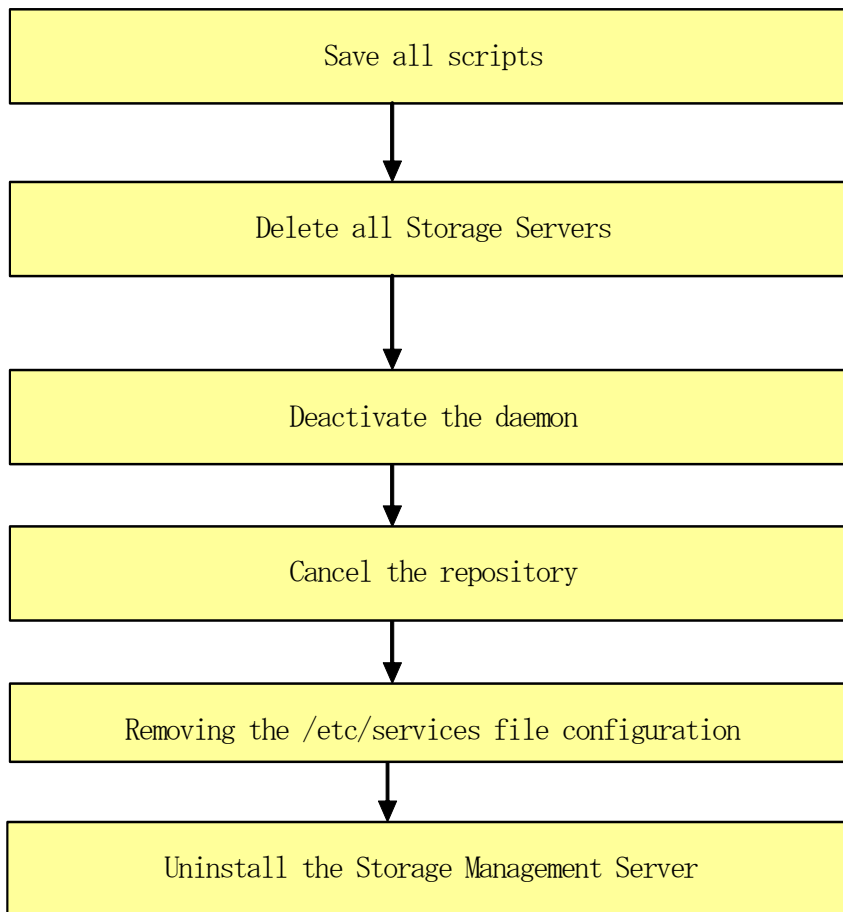 Save all scripts
Delete all Storage Servers
Deactivate the daemon
Cancel the repository
Removing the /etc/services file configuration
Uninstall the Storage Management Server